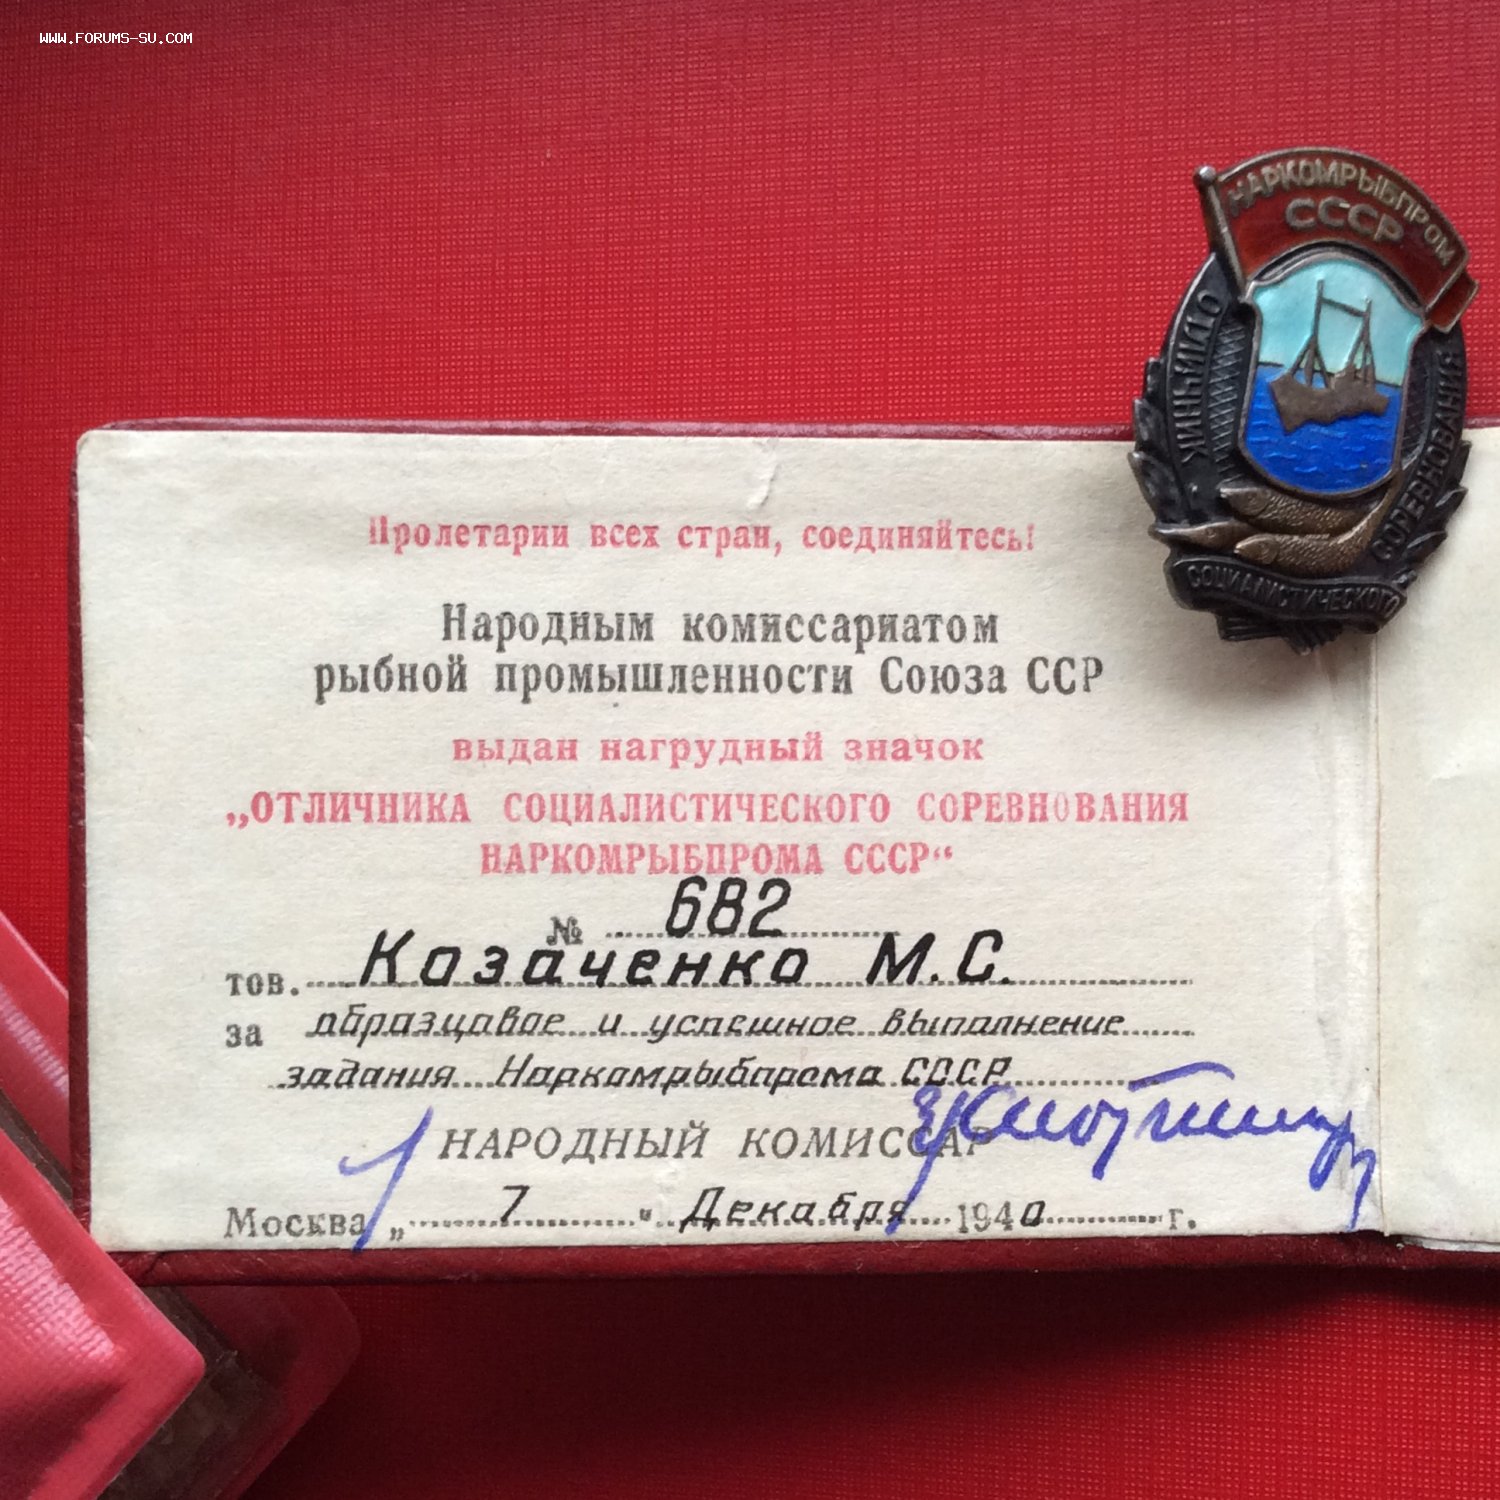 WWW.FORUMS-SU.COM
НАРКОМРЫБПРОМ
СССР
ОТЛИЧНИК
СОЦИАЛИСТИЧЕСКОГО
СОРЕВНОВАНИЯ
Пролетарии всех стран, соединяйтесь!
Народным комиссариатом
рыбной промышленности Союза ССР
выдан нагрудный значок
„ОТЛИЧНИКА СОЦИАЛИСТИЧЕСКОГО СОРЕВНОВАНИЯ
НАРКОМРЫБПРОМА СССР“
№ 682
тов. Козаченко М.С.
за образцовое и успешное выполнение
задания Наркомрыбпрома СССР
НАРОДНЫЙ КОМИССАР
Москва „ 7 " Декабря 1940 г.